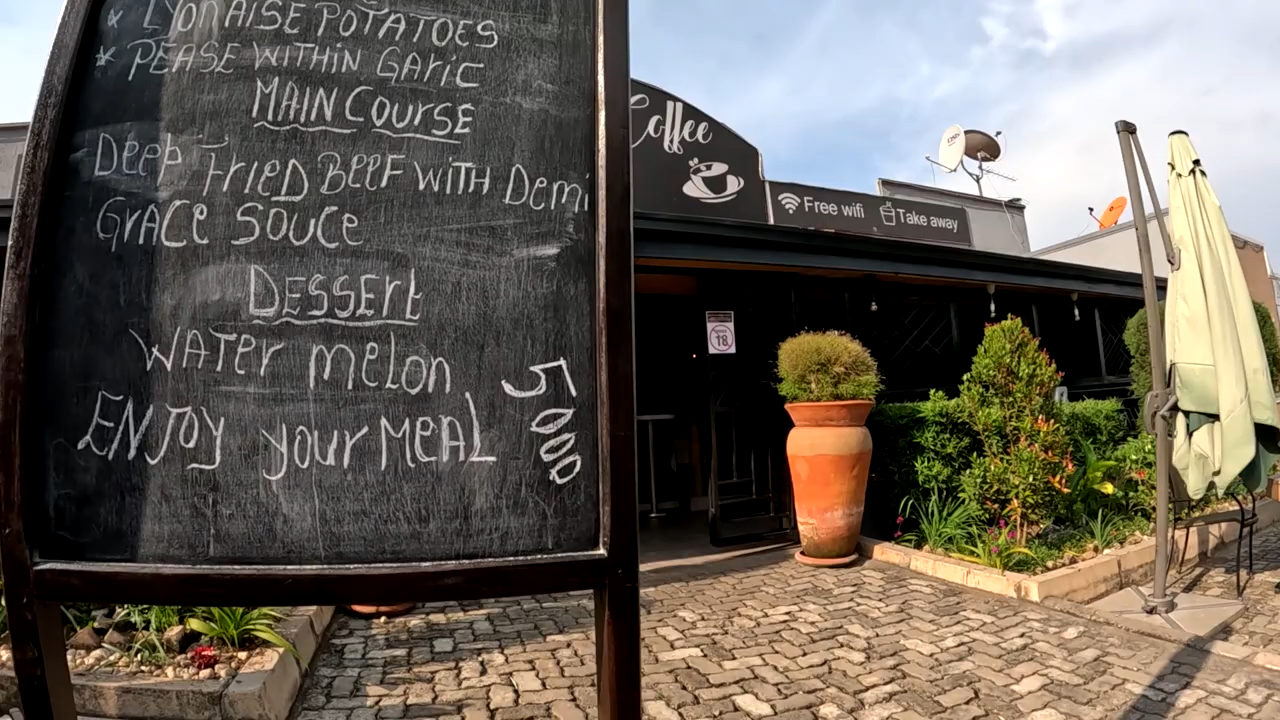 * LYONAISE POTATOES
* PEASE WITHIN GARIC
MAIN COURSE
DEEP FRIED BEEF WITH Demi
GRACE SOUCE
DESSERT
WATER melon
ENJOY your MEAL
5000
Coffee
Free wifi
Take away
18